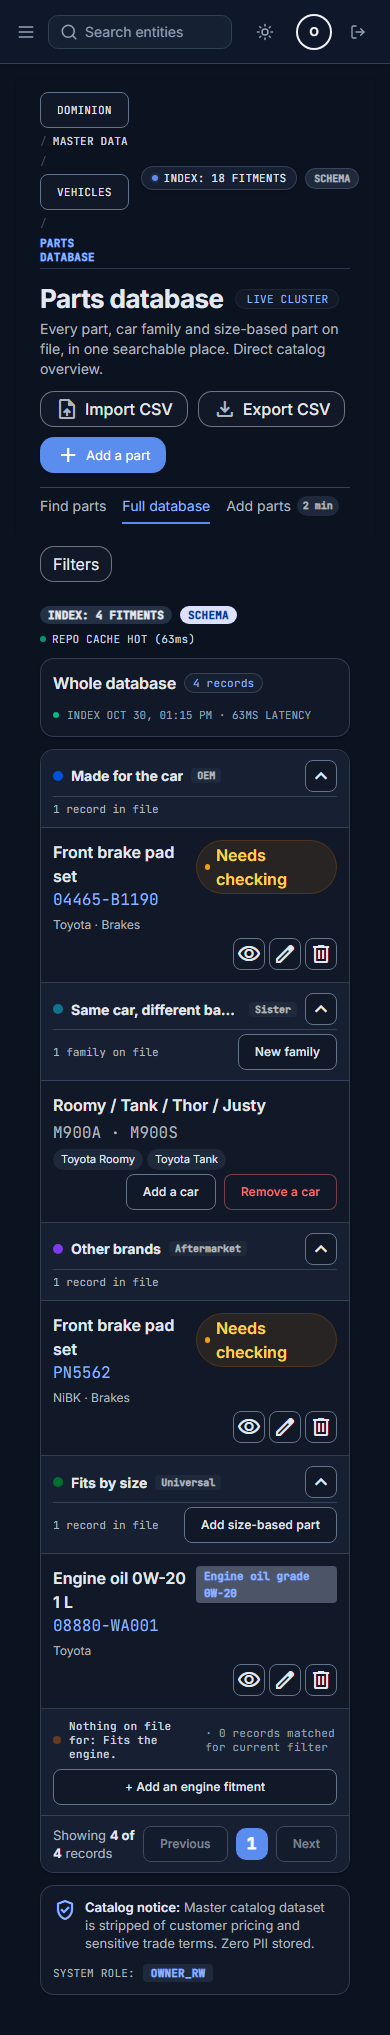 Search entities
O
DOMINION
/ MASTER DATA
/
VEHICLES
/
PARTS
DATABASE
INDEX: 18 FITMENTS
SCHEMA
Parts database
LIVE CLUSTER
Every part, car family and size-based part on
file, in one searchable place. Direct catalog
overview.
Import CSV
Export CSV
Add a part
Find parts
Full database
Add parts
2 min
Filters
INDEX: 4 FITMENTS
SCHEMA
REPO CACHE HOT (63ms)
Whole database
4 records
INDEX OCT 30, 01:15 PM · 63MS LATENCY
Made for the car
OEM
1 record in file
Front brake pad
set
Needs
checking
04465-B1190
Toyota · Brakes
Same car, different ba...
Sister
1 family on file
New family
Roomy / Tank / Thor / Justy
M900A · M900S
Toyota Roomy
Toyota Tank
Add a car
Remove a car
Other brands
Aftermarket
1 record in file
Front brake pad
set
Needs
checking
PN5562
NiBK · Brakes
Fits by size
Universal
1 record in file
Add size-based part
Engine oil 0W-20
1 L
Engine oil grade
0W-20
08880-WA001
Toyota
Nothing on file
for: Fits the
engine.
· 0 records matched
for current filter
+ Add an engine fitment
Showing 4 of
4 records
Previous
1
Next
Catalog notice: Master catalog dataset
is stripped of customer pricing and
sensitive trade terms. Zero PII stored.
SYSTEM ROLE:
OWNER_RW